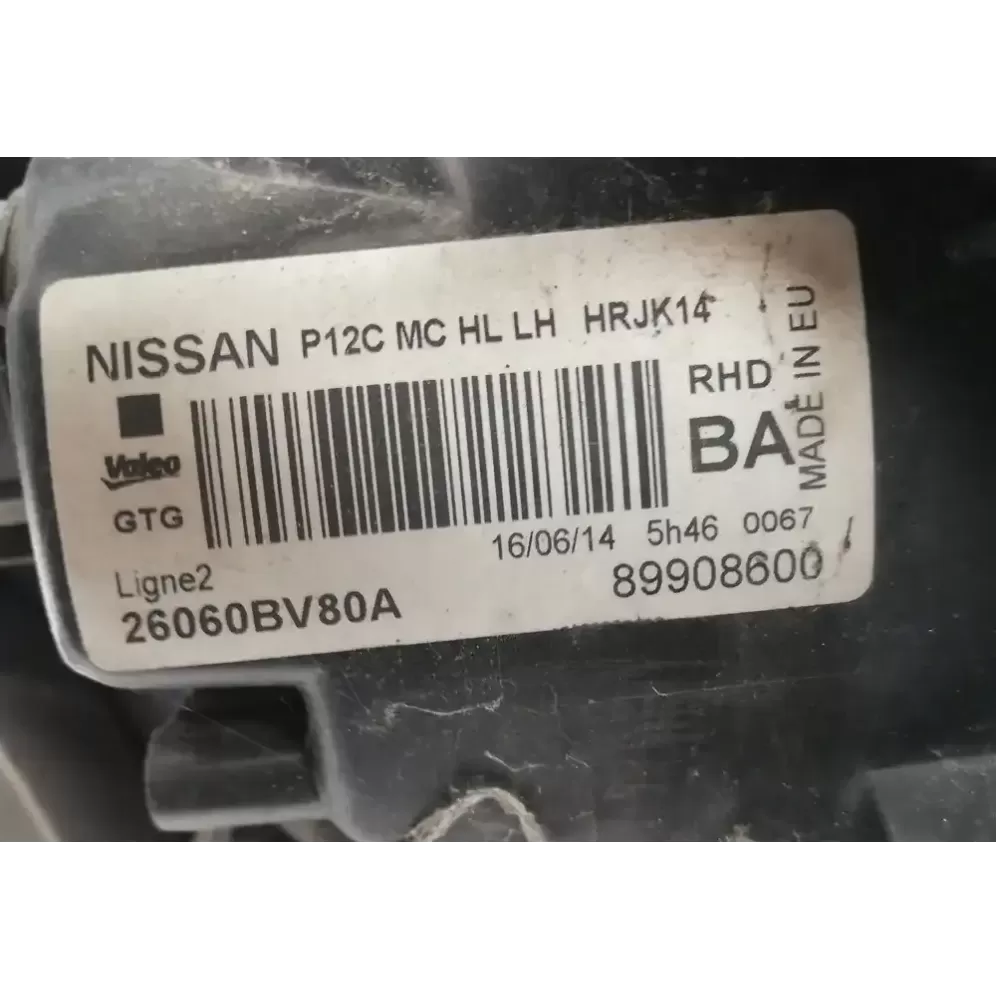 NISSAN P12C MC HL LH HRJK14
RHD
BA
MADE IN EU
Valeo
GTG
16/06/14 5h46 0067
Ligne2
89908600
26060BV80A